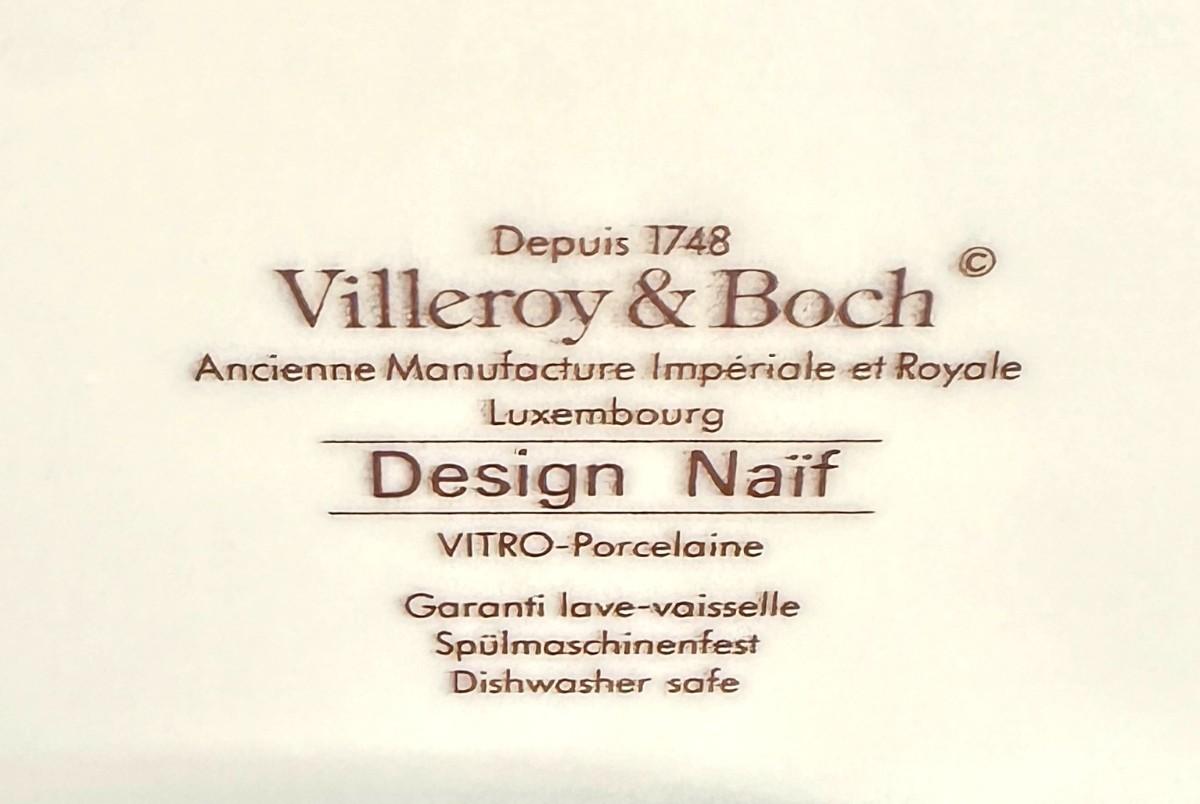 Depuis 1748
Villeroy & Boch ©
Ancienne Manufacture Impériale et Royale
Luxembourg
Design Naïf
VITRO-Porcelaine
Garanti lave-vaisselle
Spülmaschinenfest
Dishwasher safe